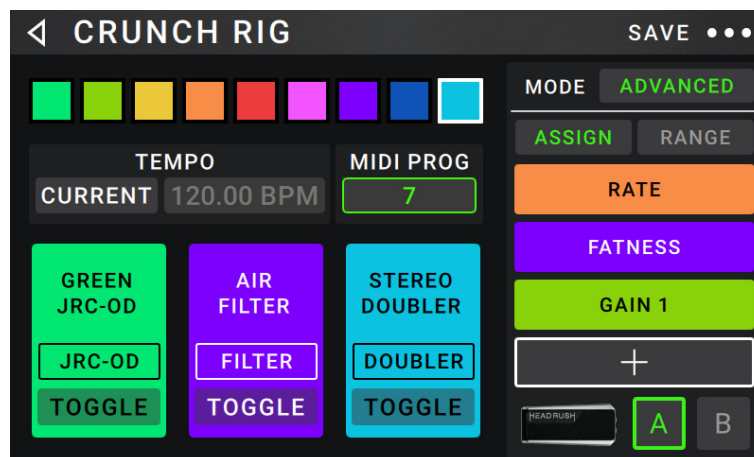 CRUNCH RIG
SAVE
MODE ADVANCED
ASSIGN RANGE
TEMPO
CURRENT 120.00 BPM
MIDI PROG
7
RATE
FATNESS
GAIN 1
+
GREEN
JRC-OD
JRC-OD
TOGGLE
AIR
FILTER
FILTER
TOGGLE
STEREO
DOUBLER
DOUBLER
TOGGLE
HEADRUSH
A B